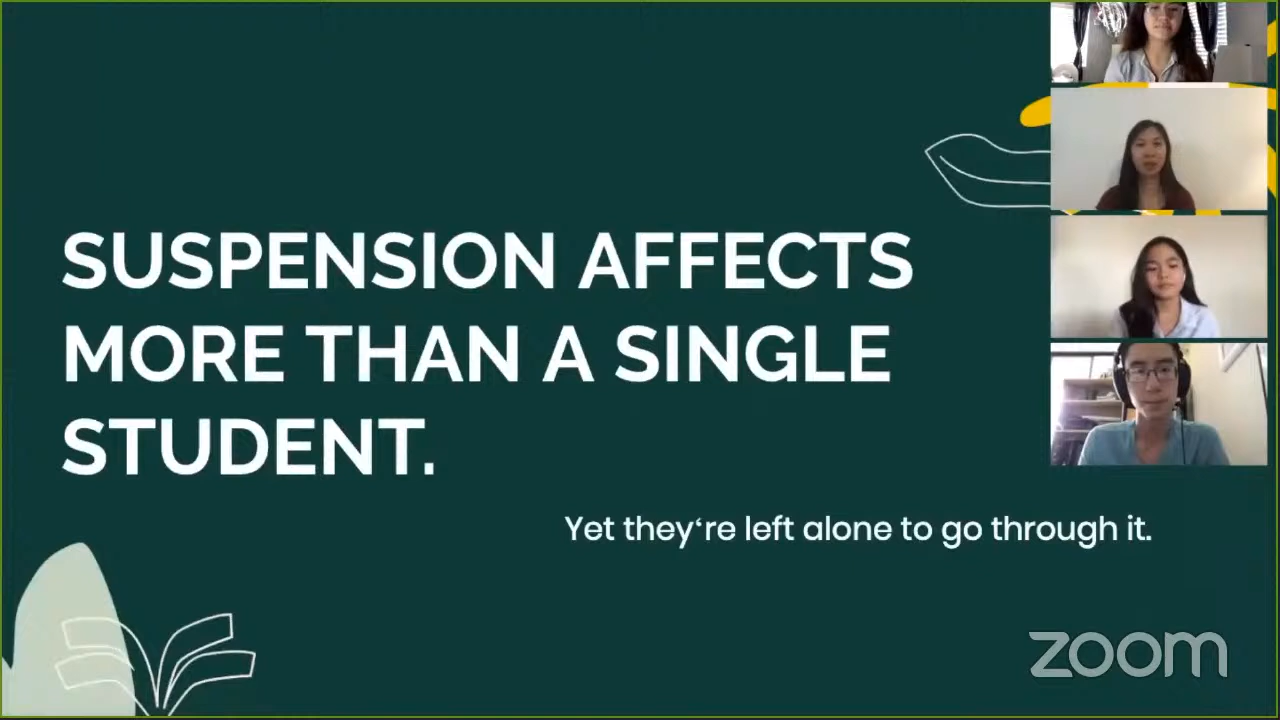 SUSPENSION AFFECTS
MORE THAN A SINGLE
STUDENT.
Yet they‘re left alone to go through it.
zoom